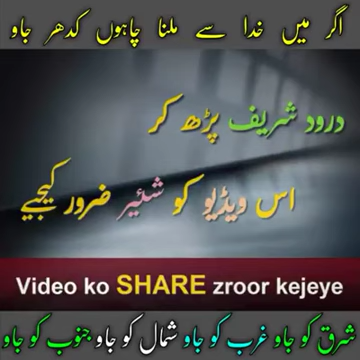 اگر میں خدا سے ملنا چاہوں کدھر جاو
درود شریف پڑھ کر
اس ویڈیو کو شئیر ضرور کیجیے
Video ko SHARE zroor kejeye
شرق کو جاو غرب کو جاو شمال کو جاو جنوب کو جاو